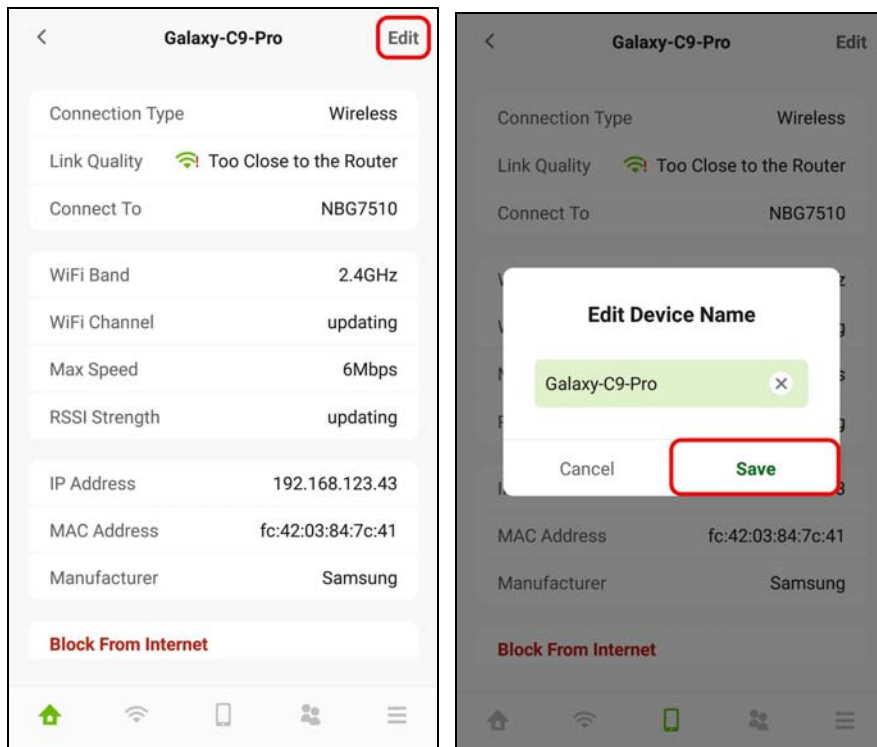 Galaxy-C9-Pro Edit
Connection Type Wireless
Link Quality Too Close to the Router
Connect To NBG7510
WiFi Band 2.4GHz
WiFi Channel updating
Max Speed 6Mbps
RSSI Strength updating
IP Address 192.168.123.43
MAC Address fc:42:03:84:7c:41
Manufacturer Samsung
Block From Internet
Galaxy-C9-Pro Edit
Connection Type Wireless
Link Quality Too Close to the Router
Connect To NBG7510
Edit Device Name
Galaxy-C9-Pro
Cancel Save
MAC Address fc:42:03:84:7c:41
Manufacturer Samsung
Block From Internet